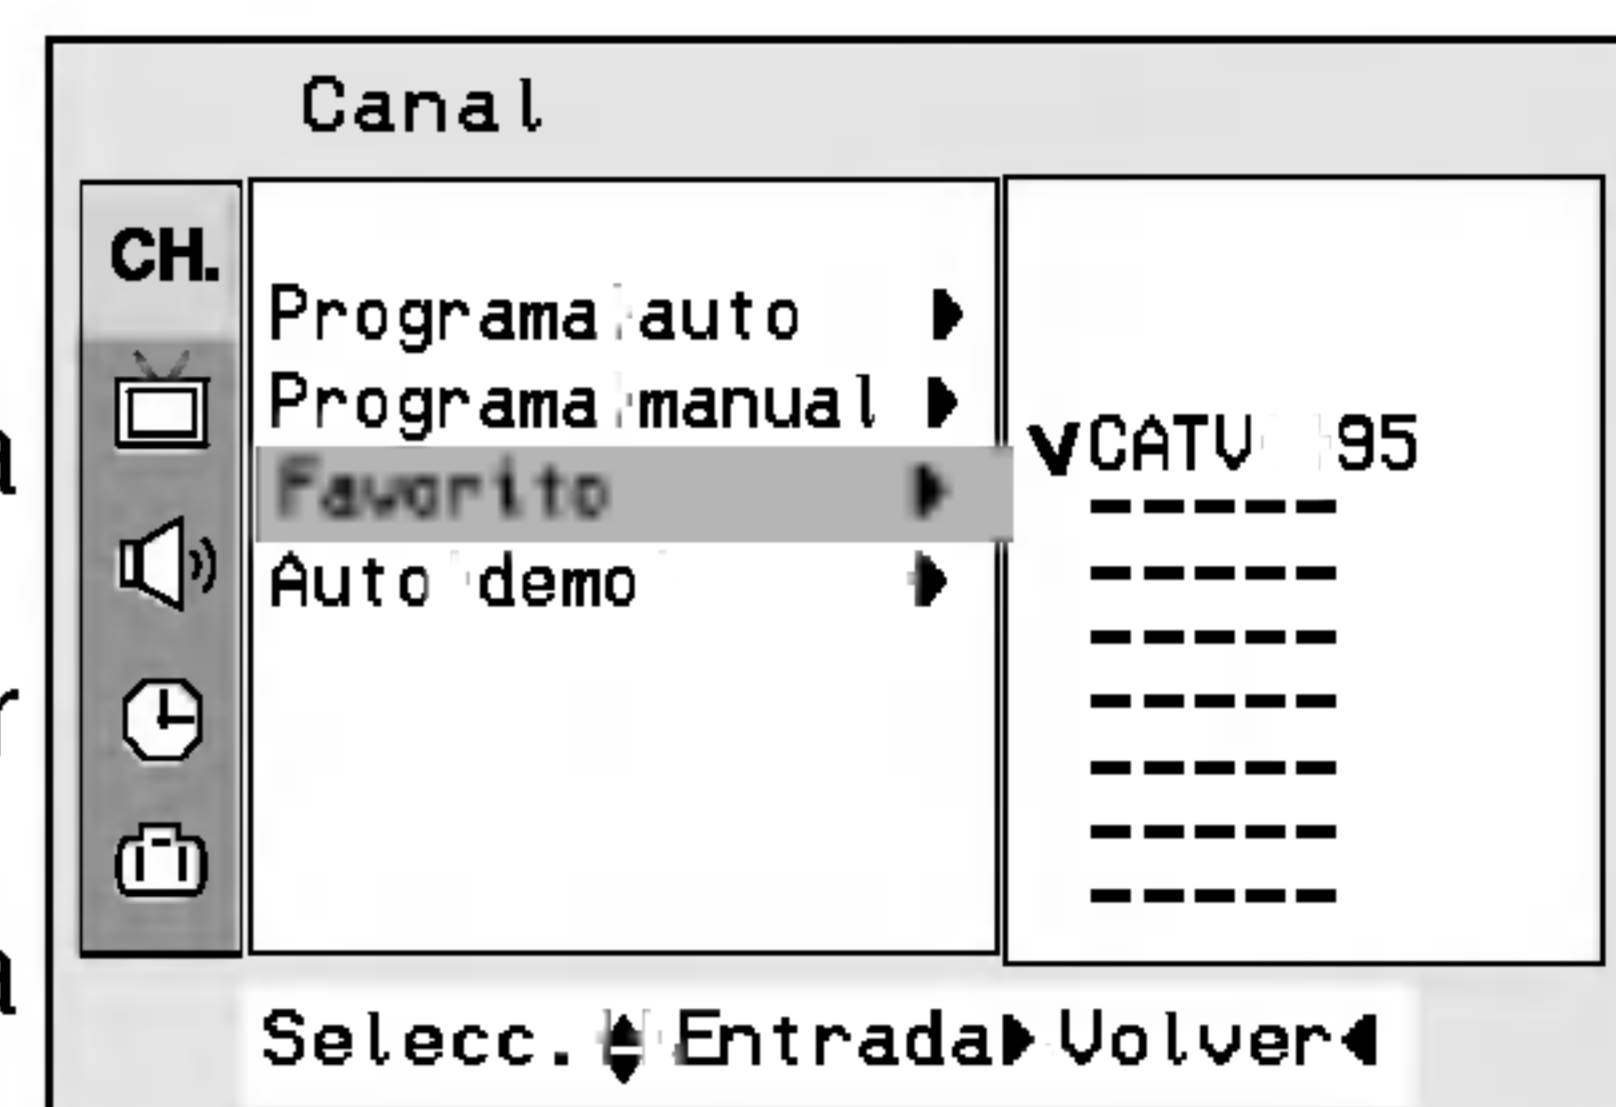 Canal
CH.
Programa auto
Programa manual
Favorito
Auto demo
VCATV 95
-----
-----
-----
-----
-----
-----
-----
Selecc. Entrada Volver
a
r
a